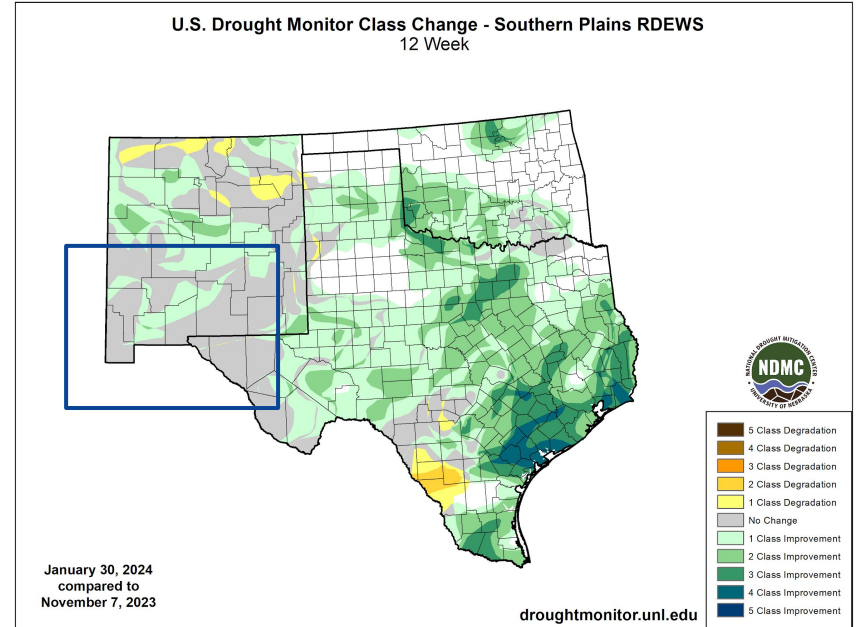 U.S. Drought Monitor Class Change - Southern Plains RDEWS
12 Week
NATIONAL DROUGHT MITIGATION CENTER
NDMC
UNIVERSITY OF NEBRASKA
5 Class Degradation
4 Class Degradation
3 Class Degradation
2 Class Degradation
1 Class Degradation
No Change
1 Class Improvement
2 Class Improvement
3 Class Improvement
4 Class Improvement
5 Class Improvement
January 30, 2024
compared to
November 7, 2023
droughtmonitor.unl.edu